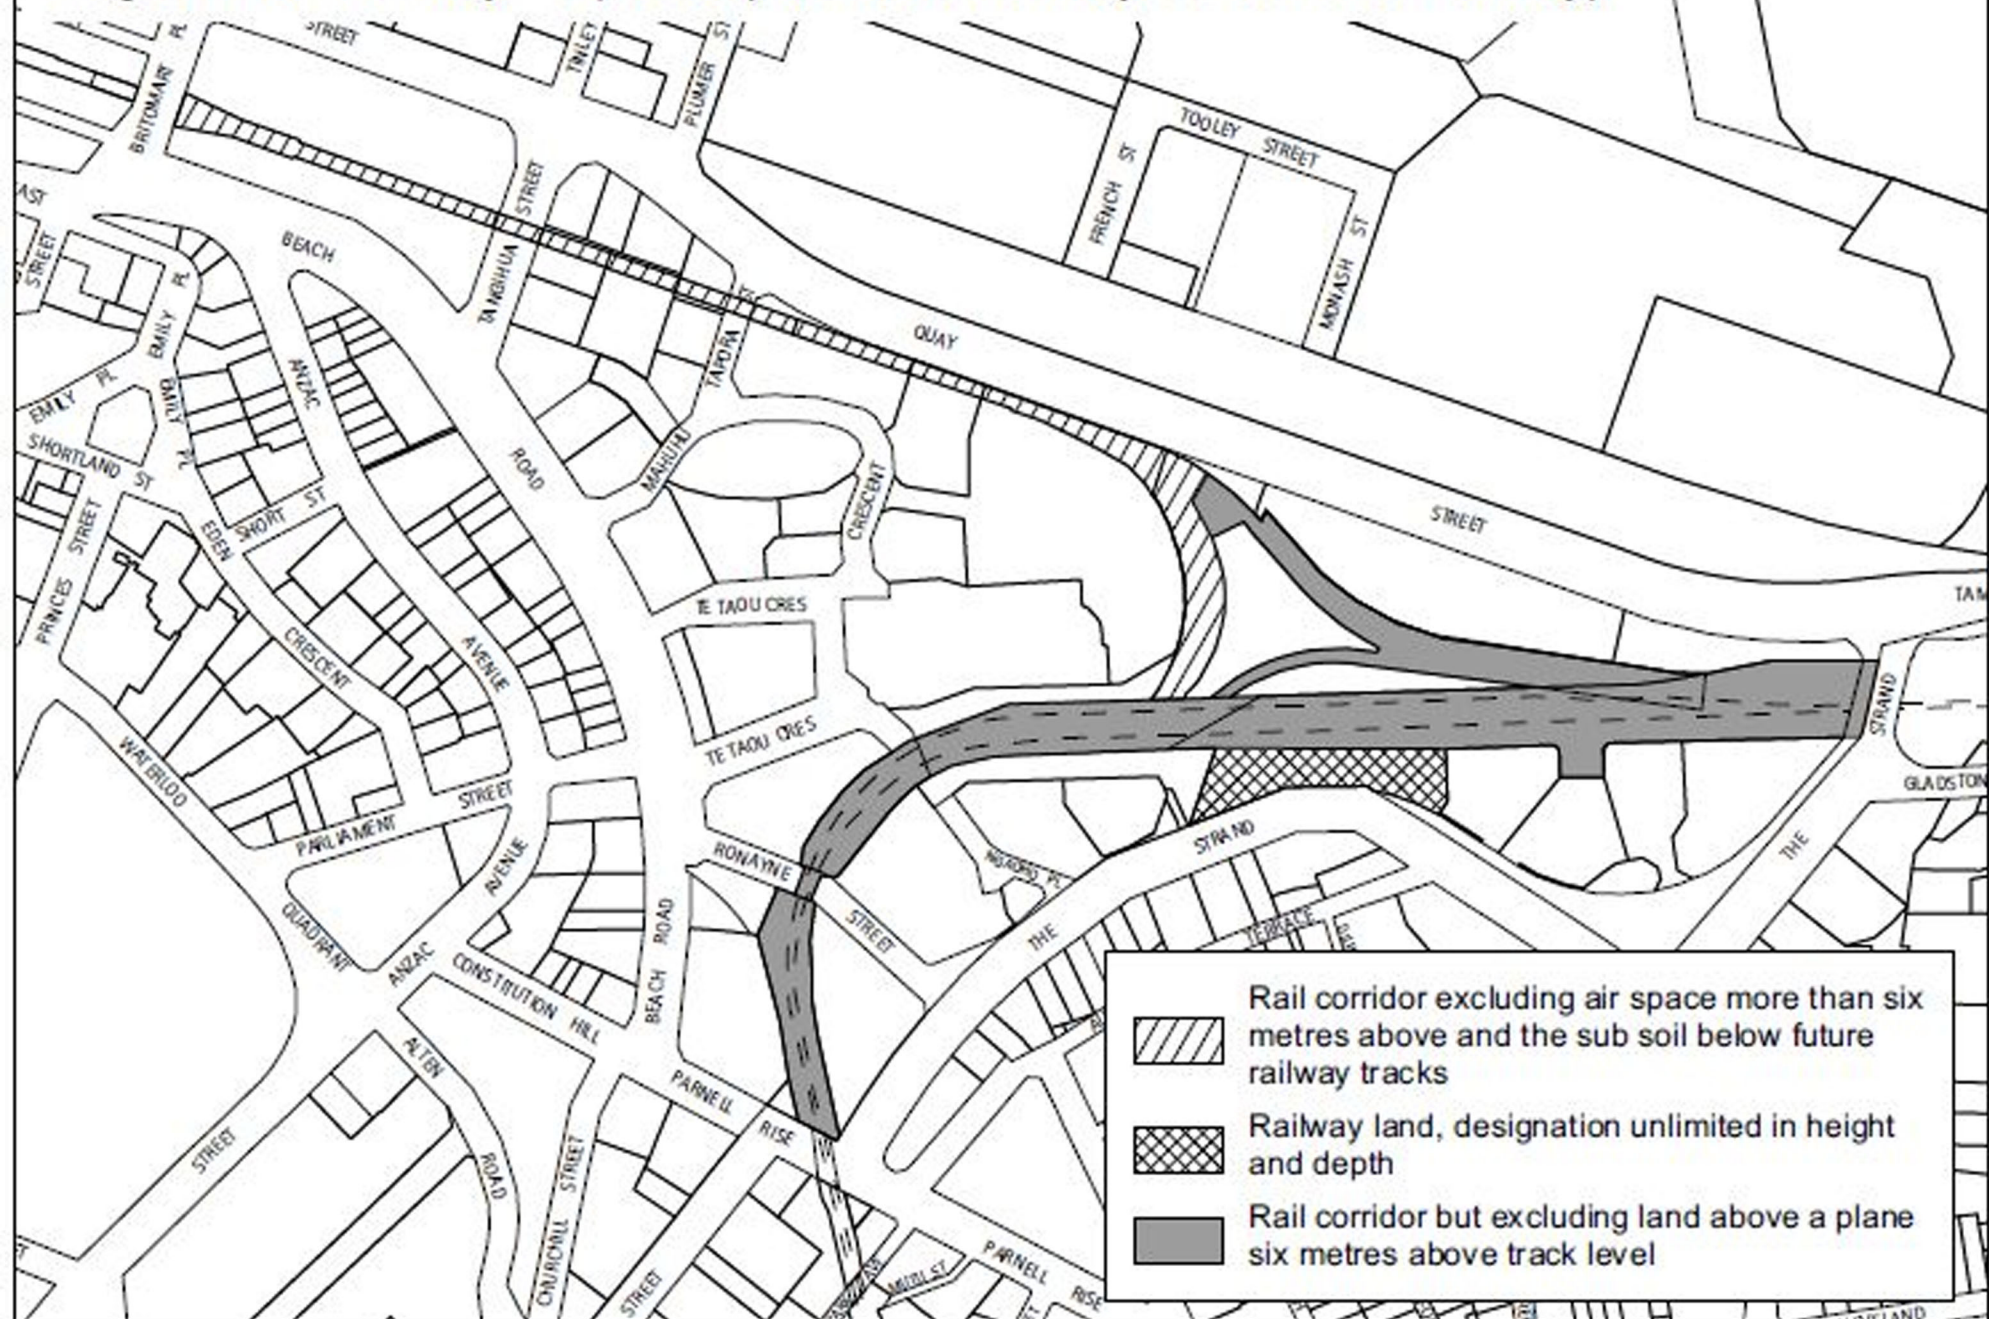 STREET
PL
TINLEY
PLUMER ST
BRITOMART
TOOLEY STREET
FRENCH ST
MONASH ST
STREET
BEACH
TANGIHUA
EMILY PL
STREET
QUAY
TAPORA
ANZAC
EMILY PL
EMILY PL
SHORTLAND ST
ROAD
MAHUHU
CRESCENT
STREET
PRINCES STREET
EDEN
SHORT ST
CRESCENT
AVENUE
TE TAOU CRES
TE TAOU CRES
STRAND
WATERLOO
STREET
PARLIAMENT
AVENUE
RONAYNE
STREET
STRAND
THE
THE
QUADRANT
ANZAC
CONSTITUTION HILL
BEACH ROAD
TERRACE
ALTEN
ROAD
PARNELL
RISE
STREET
CHURCHILL STREET
STREET
PARNELL
RISE
Rail corridor excluding air space more than six
metres above and the sub soil below future
railway tracks
Railway land, designation unlimited in height
and depth
Rail corridor but excluding land above a plane
six metres above track level